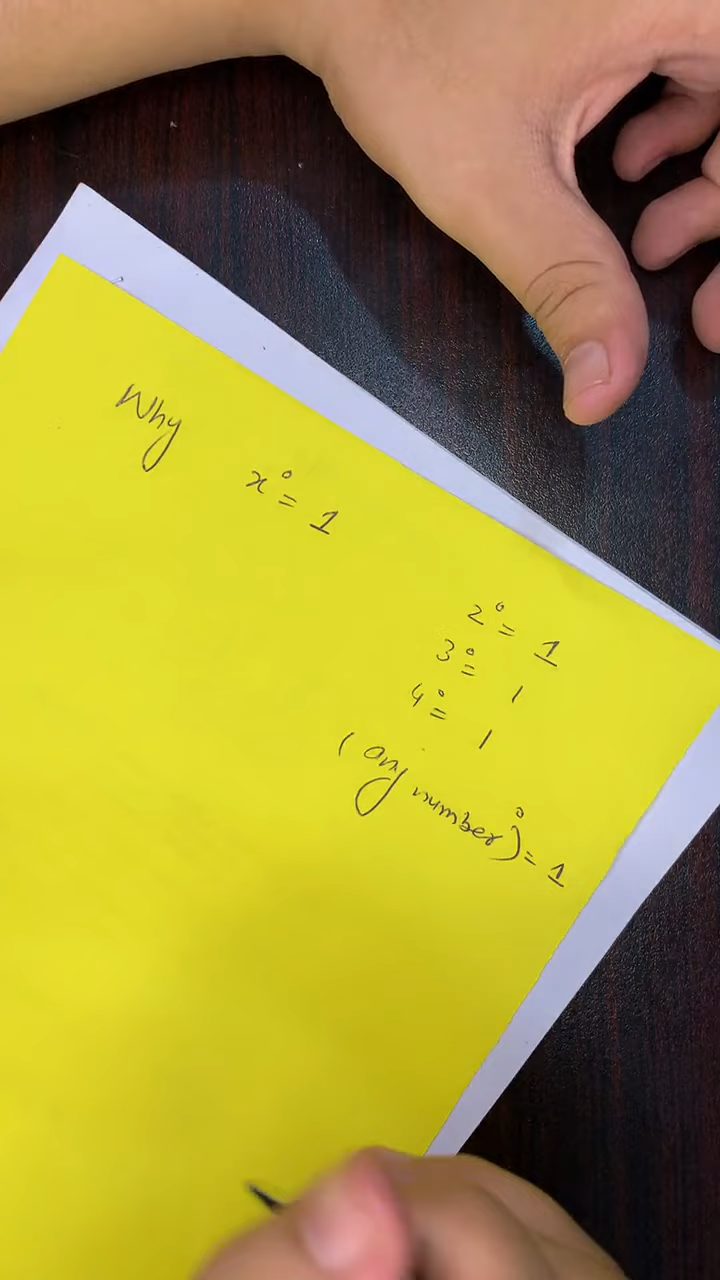 Why x⁰ = 1
2⁰ = 1
3⁰ = 1
4⁰ = 1
(any number)⁰ = 1